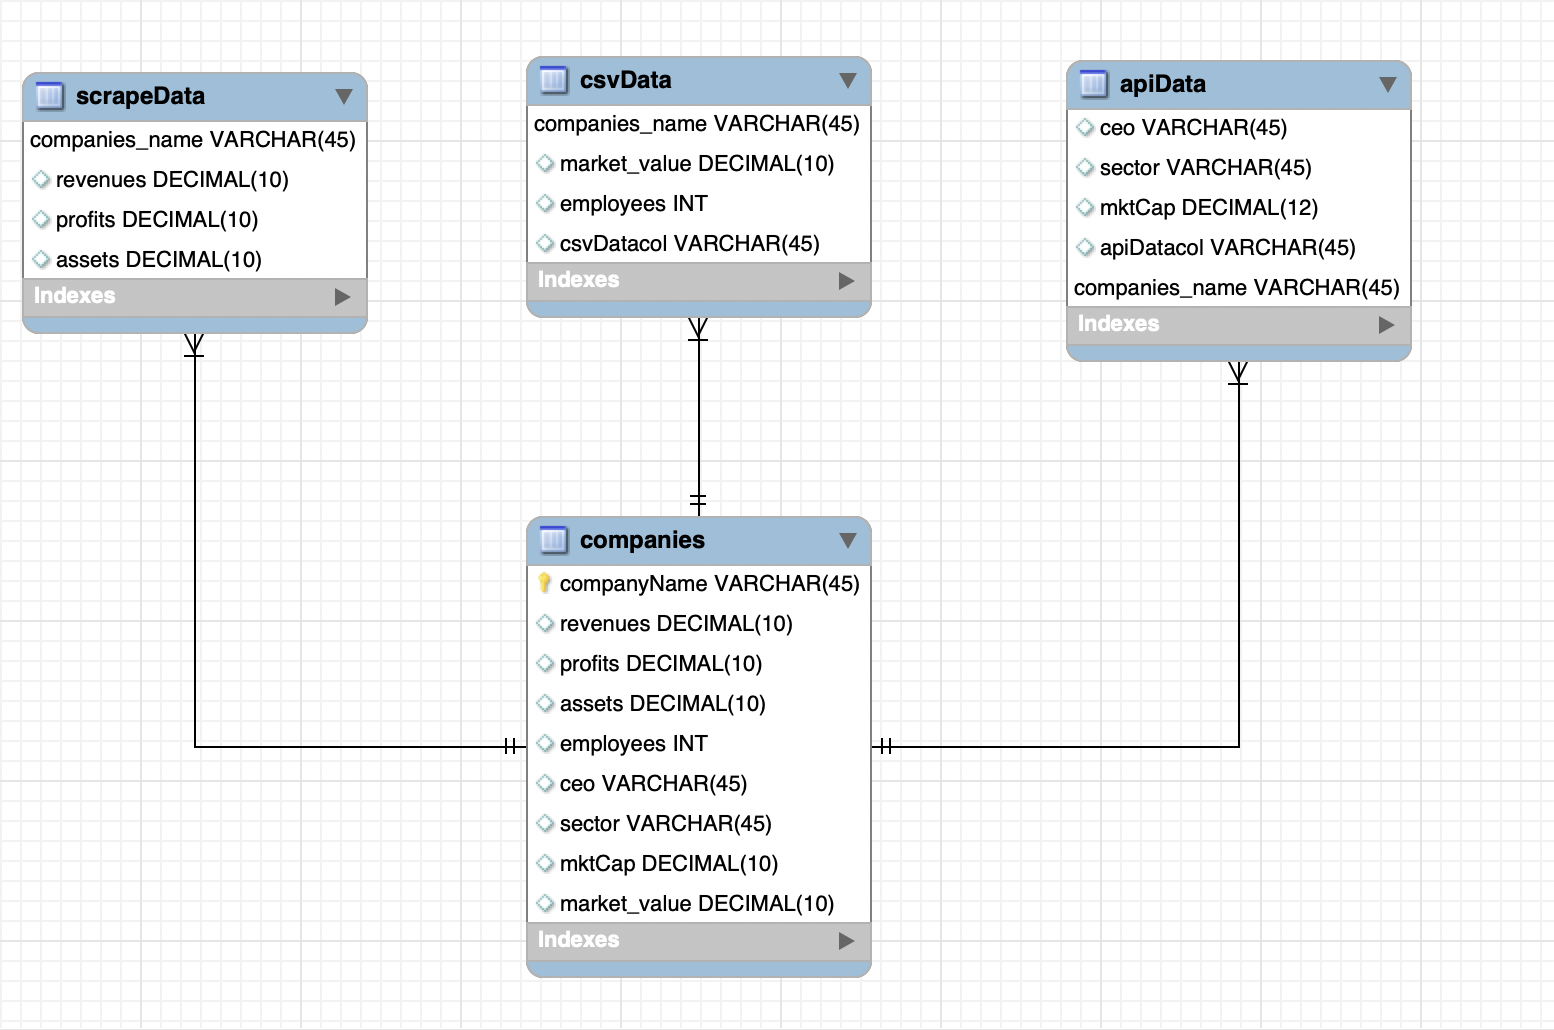 scrapeData
companies_name VARCHAR(45)
revenues DECIMAL(10)
profits DECIMAL(10)
assets DECIMAL(10)
Indexes
csvData
companies_name VARCHAR(45)
market_value DECIMAL(10)
employees INT
csvDatacol VARCHAR(45)
Indexes
apiData
ceo VARCHAR(45)
sector VARCHAR(45)
mktCap DECIMAL(12)
apiDatacol VARCHAR(45)
companies_name VARCHAR(45)
Indexes
companies
companyName VARCHAR(45)
revenues DECIMAL(10)
profits DECIMAL(10)
assets DECIMAL(10)
employees INT
ceo VARCHAR(45)
sector VARCHAR(45)
mktCap DECIMAL(10)
market_value DECIMAL(10)
Indexes